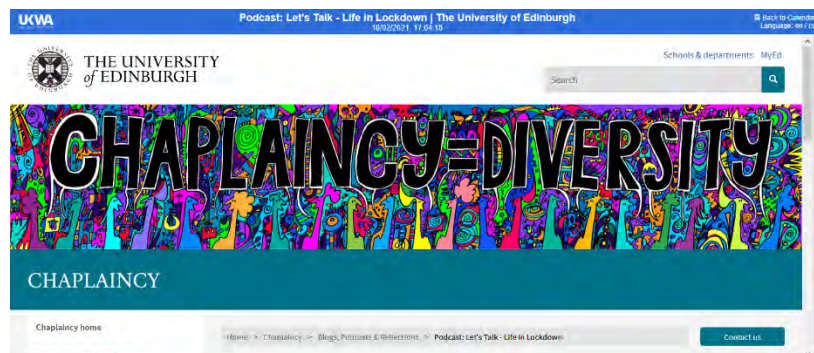 UKWA
Podcast: Let's Talk - Life in Lockdown | The University of Edinburgh
10/02/2021 17:04:18
Back to Calendar
Language: en / cy
THE UNIVERSITY
of EDINBURGH
Schools & departments MyEd
Search
CHAPLAINCY=DIVERSITY
CHAPLAINCY
Chaplaincy home
Home > Chaplaincy > Blogs, Podcasts & Reflections > Podcast: Let's Talk - Life in Lockdown
Contact us